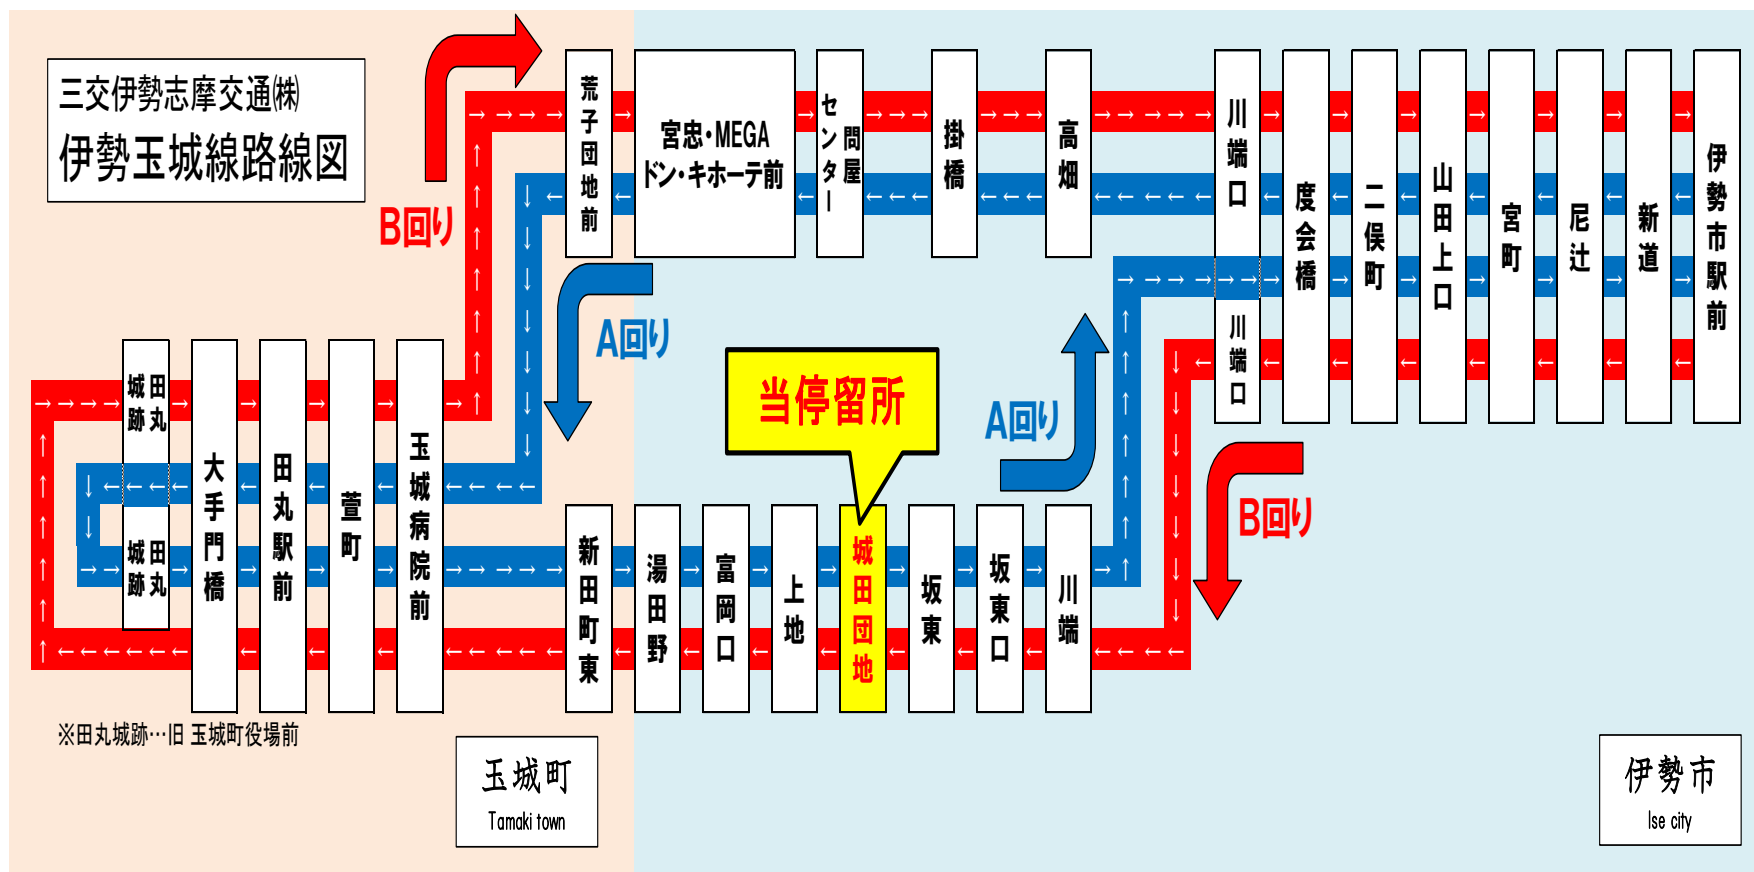 三交伊勢志摩交通㈱
伊勢玉城線路線図
B回り
荒子団地前
宮忠・MEGA
ドン・キホーテ前
問屋
センター
掛橋
高畑
川端口
度会橋
二俣町
山田上口
宮町
尼辻
新道
伊勢市駅前
A回り
当停留所
A回り
川端口
B回り
田丸
城跡
大手門橋
田丸駅前
萱町
玉城病院前
田丸
城跡
新田町東
湯田野
富岡口
上地
城田団地
坂東
坂東口
川端
※田丸城跡…旧 玉城町役場前
玉城町
Tamaki town
伊勢市
Ise city